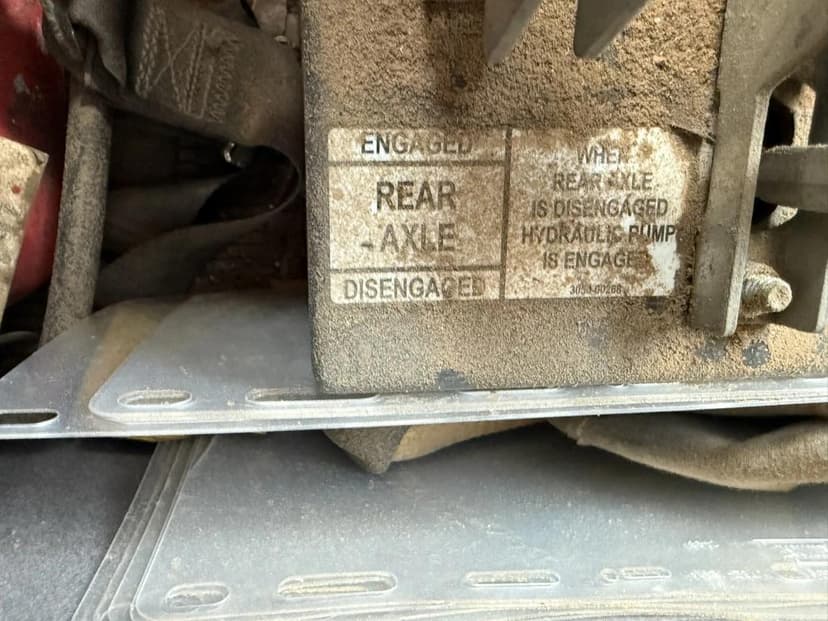 ENGAGED
REAR
AXLE
DISENGAGED
WHEN
REAR AXLE
IS DISENGAGED
HYDRAULIC PUMP
IS ENGAGED